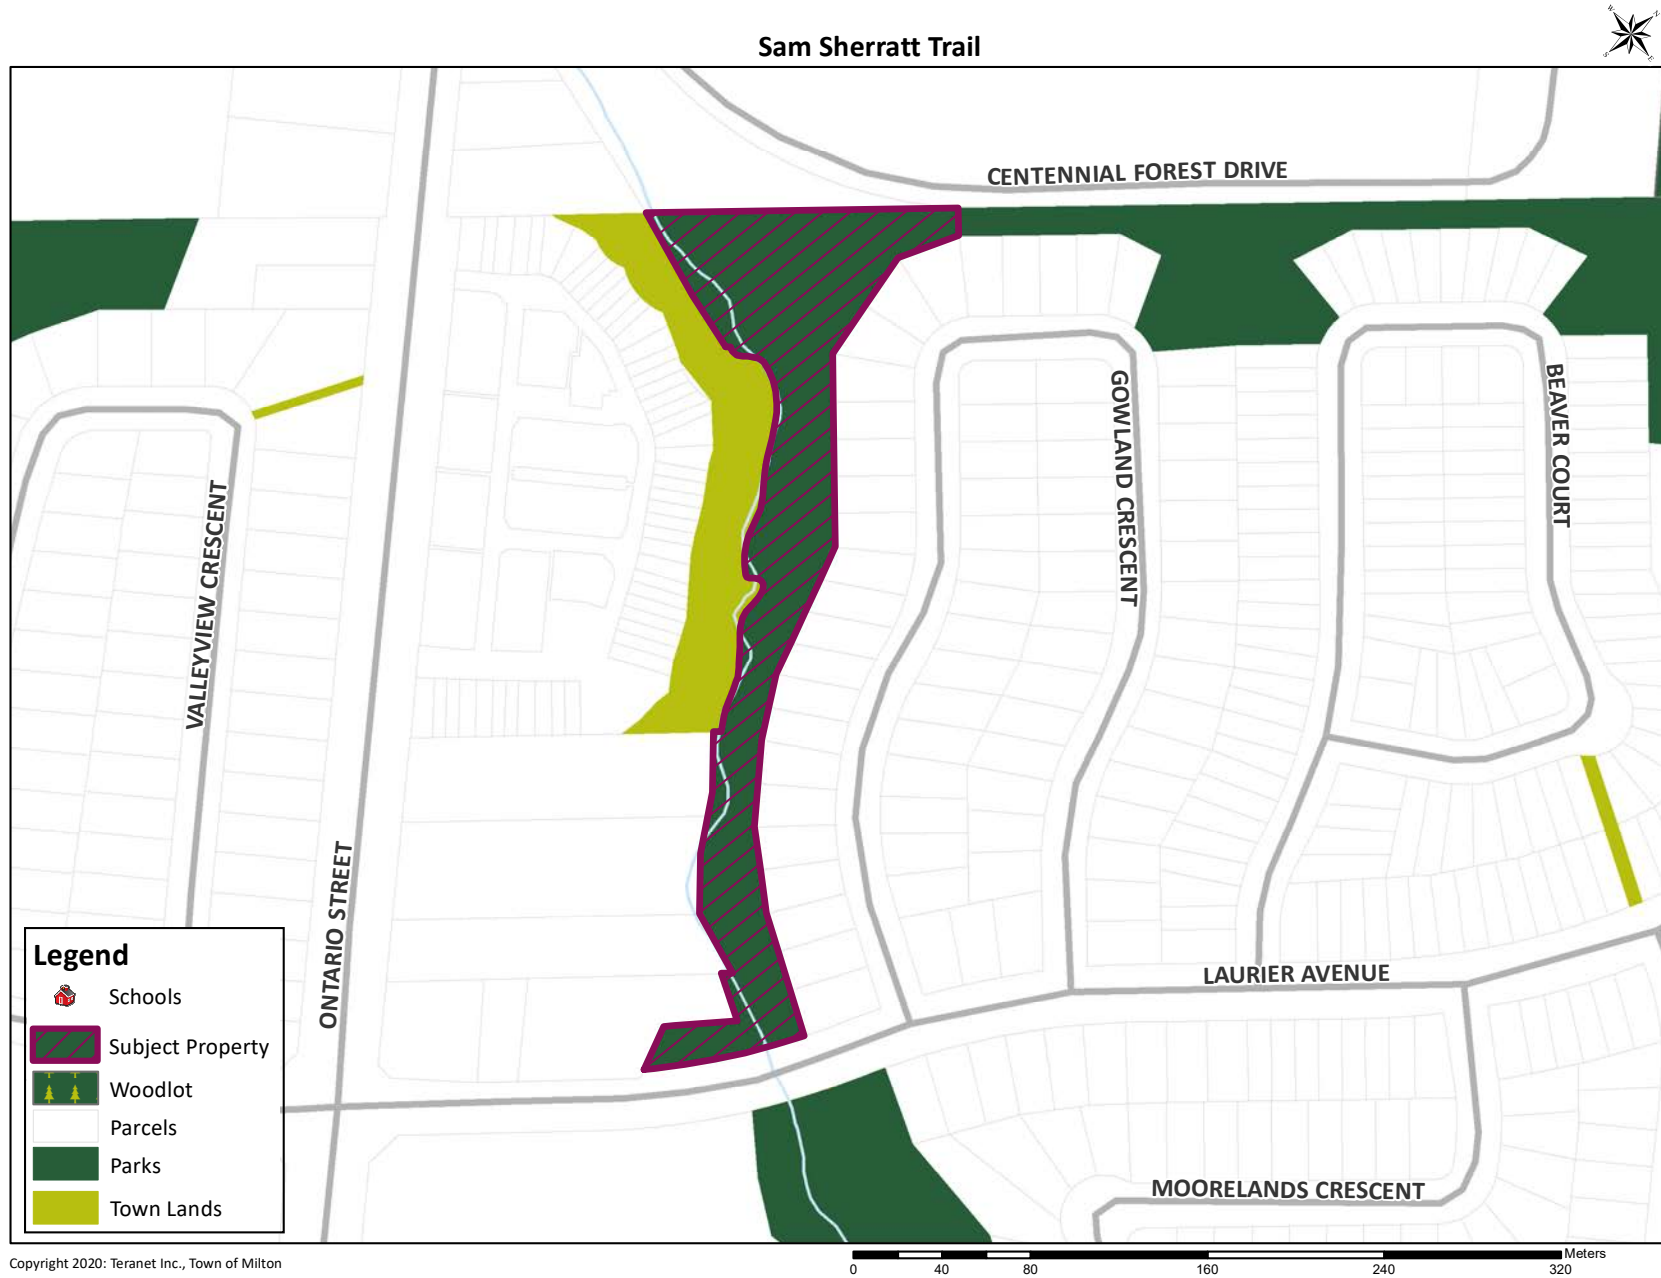 Sam Sherratt Trail
W
N
S
E
CENTENNIAL FOREST DRIVE
GOWLAND CRESCENT
BEAVER COURT
VALLEYVIEW CRESCENT
ONTARIO STREET
LAURIER AVENUE
MOORELANDS CRESCENT
Legend
Schools
Subject Property
Woodlot
Parcels
Parks
Town Lands
Copyright 2020: Teranet Inc., Town of Milton
Meters
0 40 80 160 240 320